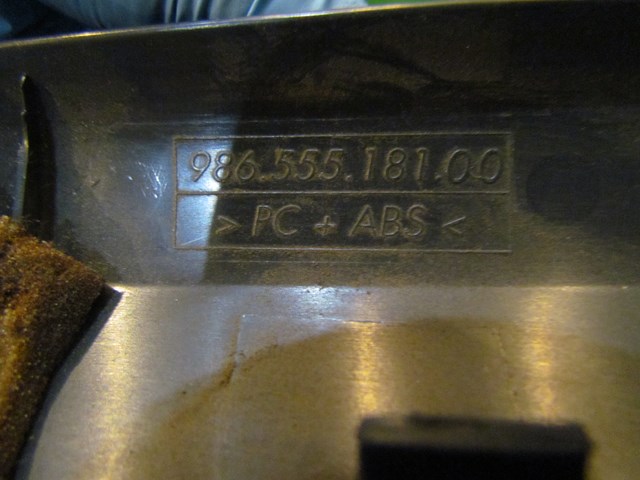 986.555.181.00
> PC + ABS <